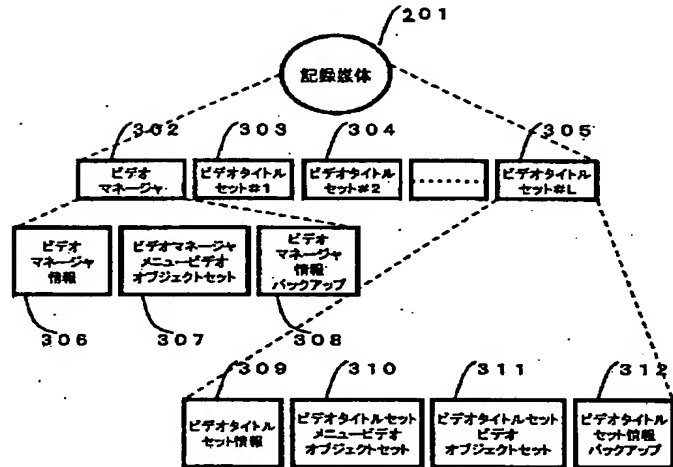 201
記録媒体
302
303
304
305
ビデオ
マネージャ
ビデオタイトル
セット#1
ビデオタイトル
セット#2
………
ビデオタイトル
セット#L
ビデオ
マネージャ
情報
ビデオマネージャ
メニュービデオ
オブジェクトセット
ビデオ
マネージャ
情報
バックアップ
306
307
308
309
310
311
312
ビデオタイトル
セット情報
ビデオタイトルセット
メニュービデオ
オブジェクトセット
ビデオタイトルセット
ビデオ
オブジェクトセット
ビデオタイトル
セット情報
バックアップ